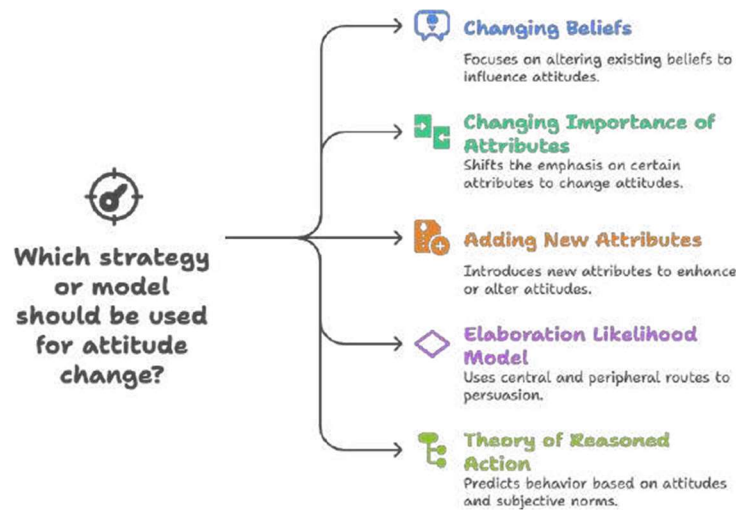 Which strategy
or model
should be used
for attitude
change?
Changing Beliefs
Focuses on altering existing beliefs to
influence attitudes.
Changing Importance of
Attributes
Shifts the emphasis on certain
attributes to change attitudes.
Adding New Attributes
Introduces new attributes to enhance
or alter attitudes.
Elaboration Likelihood
Model
Uses central and peripheral routes to
persuasion.
Theory of Reasoned
Action
Predicts behavior based on attitudes
and subjective norms.